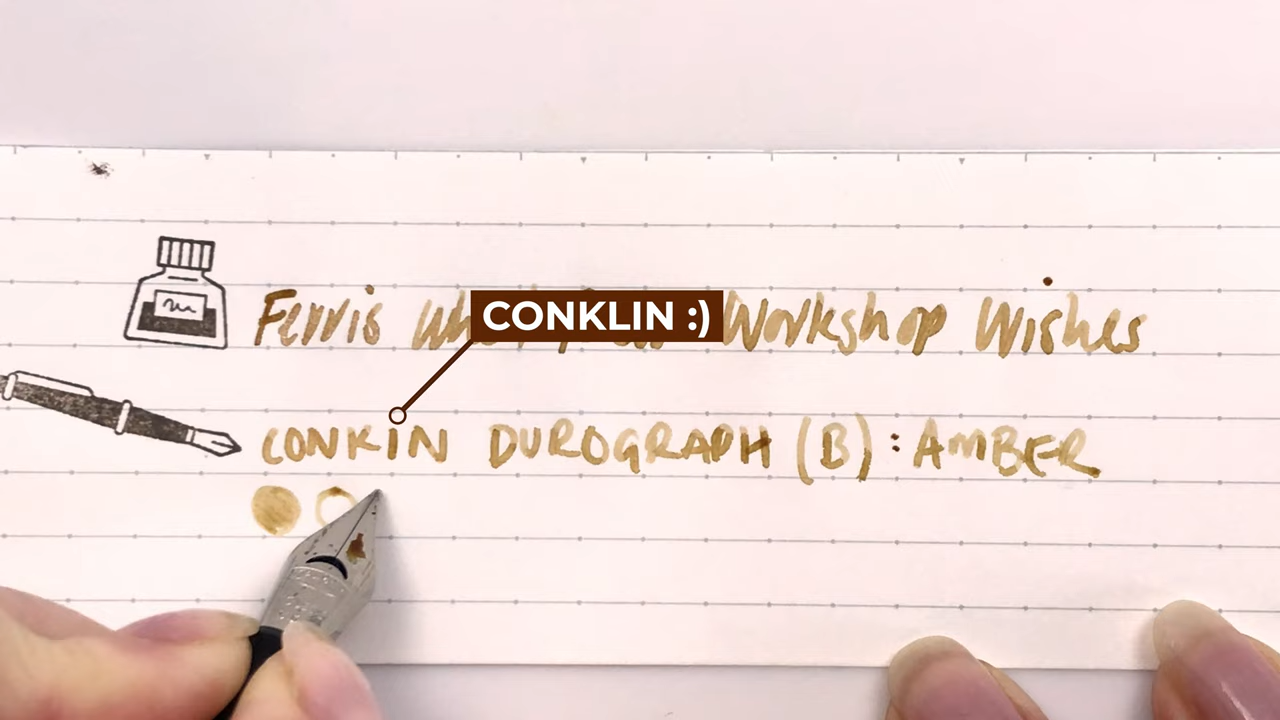 CONKLIN :)
Ferris Workshop Wishes
CONKIN DUROGRAPH (B) : AMBER